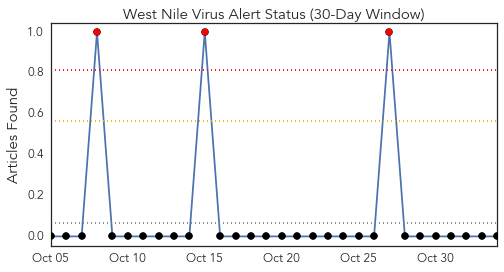 West Nile Virus Alert Status (30-Day Window)
Articles Found
1.0
0.8
0.6
0.4
0.2
0.0
Oct 05
Oct 10
Oct 15
Oct 20
Oct 25
Oct 30